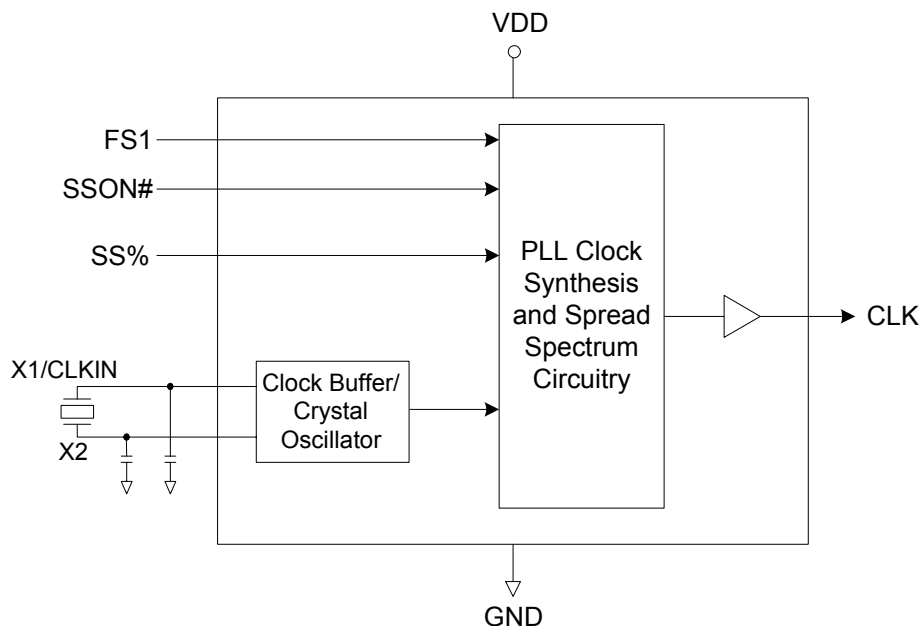 VDD
FS1
SSON#
SS%
PLL Clock
Synthesis
and Spread
Spectrum
Circuitry
CLK
X1/CLKIN
X2
Clock Buffer/
Crystal
Oscillator
GND